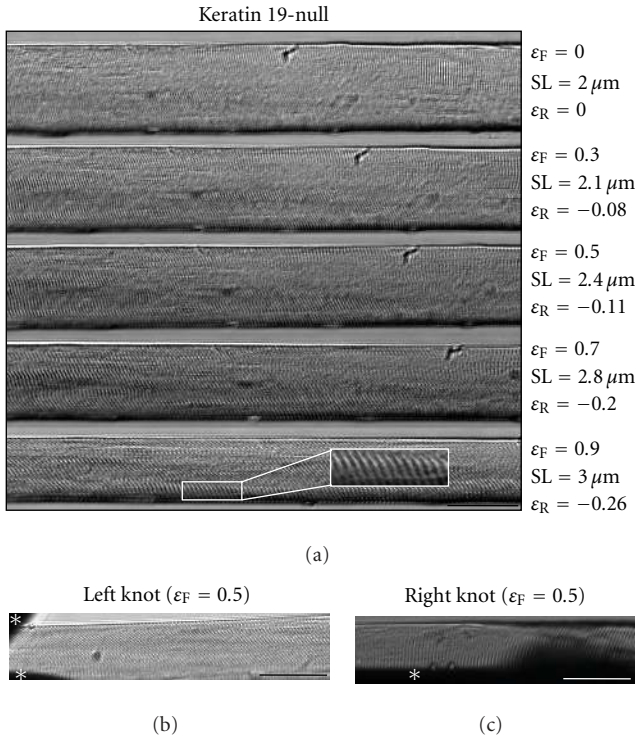 Keratin 19-null
εF = 0
SL = 2 μm
εR = 0
εF = 0.3
SL = 2.1 μm
εR = −0.08
εF = 0.5
SL = 2.4 μm
εR = −0.11
εF = 0.7
SL = 2.8 μm
εR = −0.2
εF = 0.9
SL = 3 μm
εR = −0.26
(a)
Left knot (εF = 0.5)
Right knot (εF = 0.5)
*
*
*
(b)
(c)